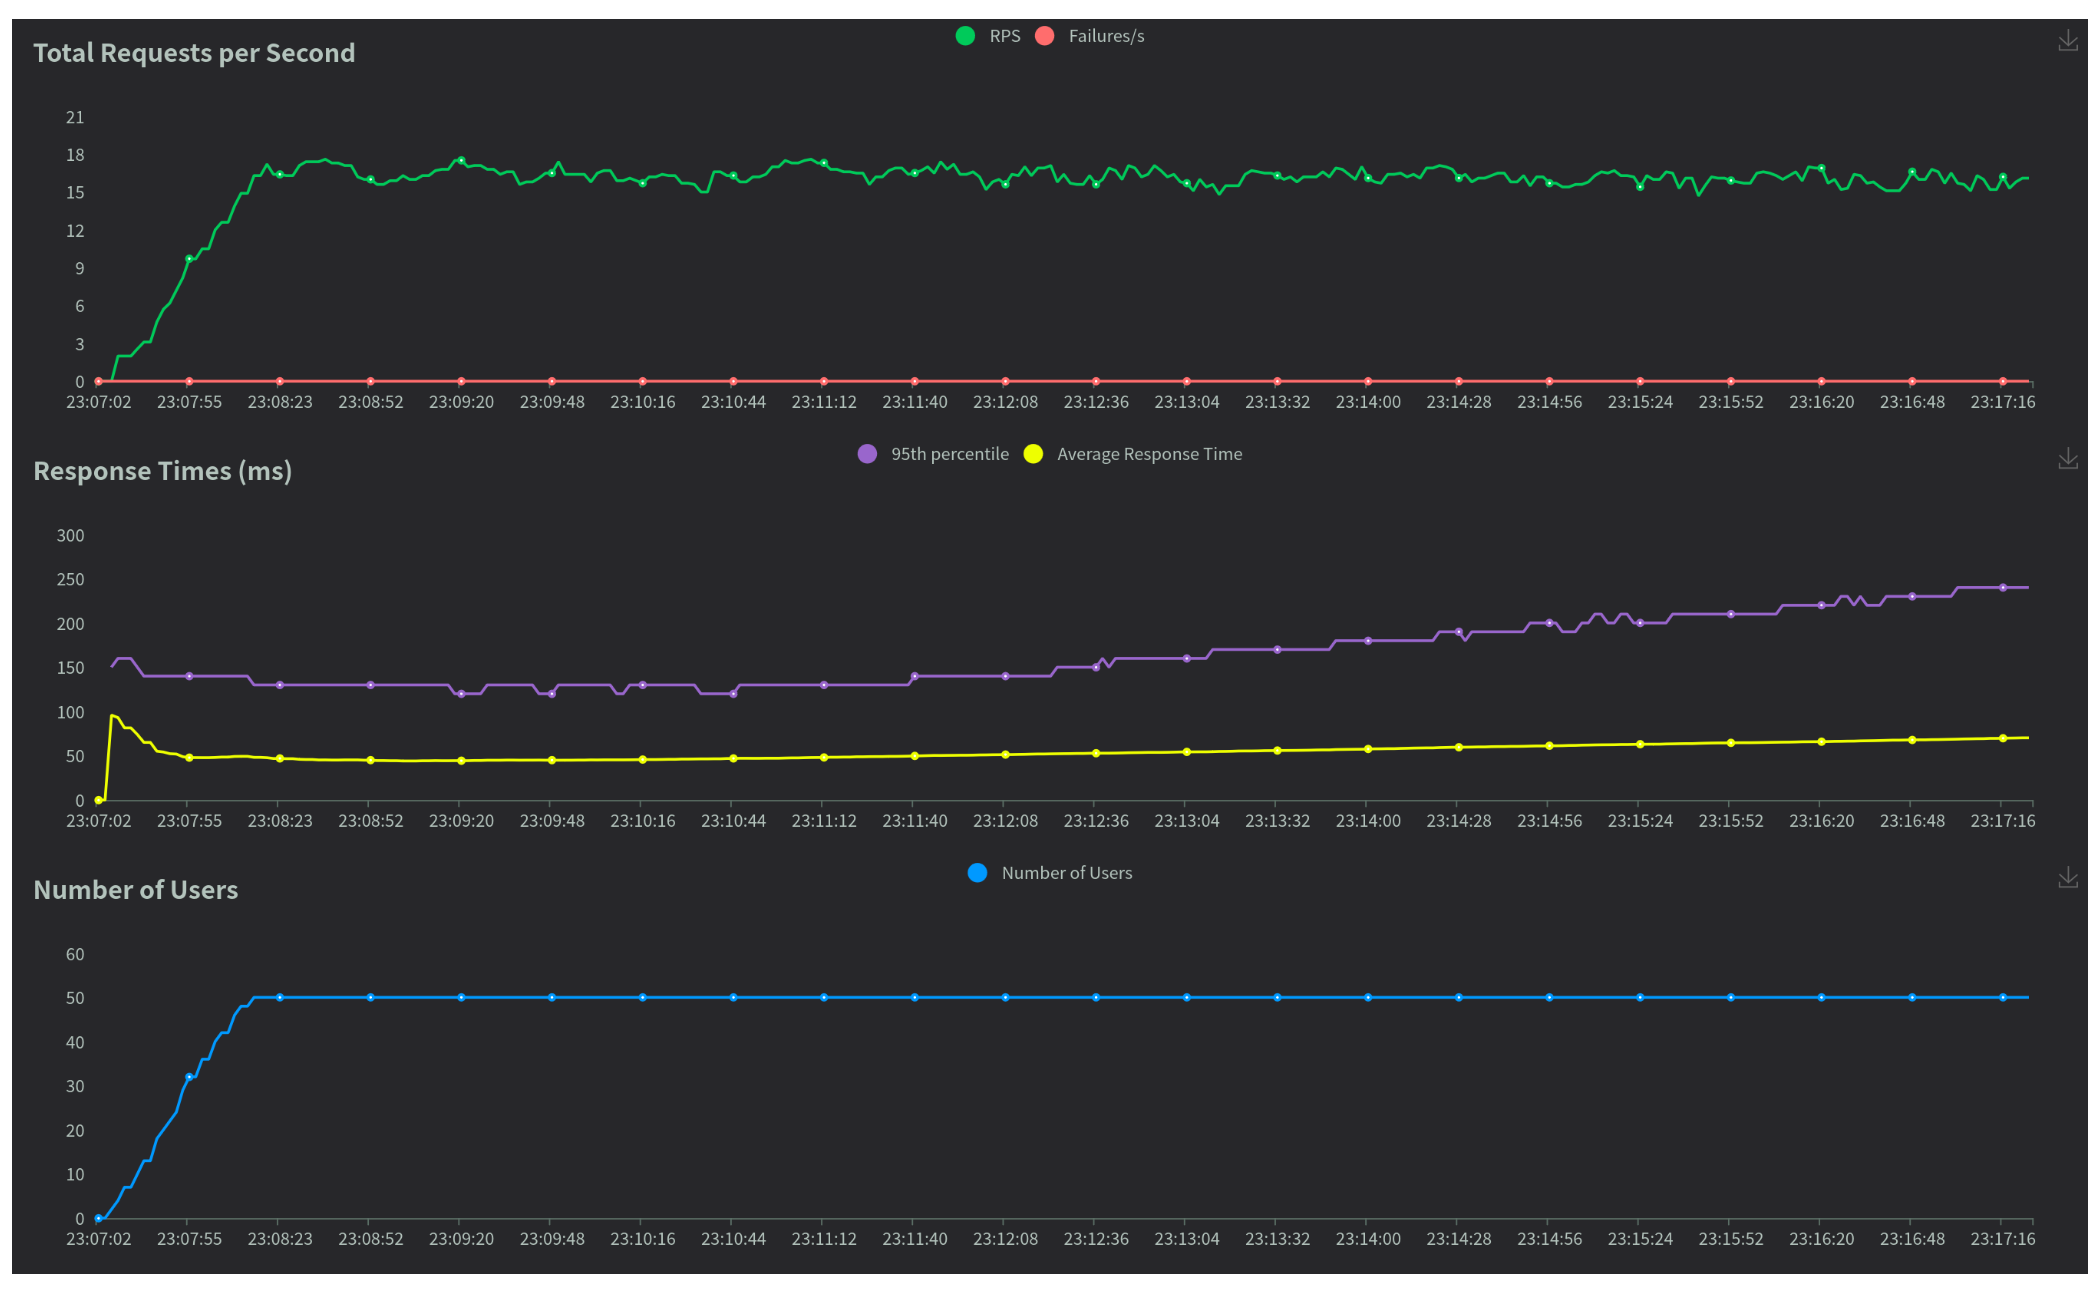 RPS Failures/s
Total Requests per Second
21
18
15
12
9
6
3
0
23:07:02 23:07:55 23:08:23 23:08:52 23:09:20 23:09:48 23:10:16 23:10:44 23:11:12 23:11:40 23:12:08 23:12:36 23:13:04 23:13:32 23:14:00 23:14:28 23:14:56 23:15:24 23:15:52 23:16:20 23:16:48 23:17:16
95th percentile Average Response Time
Response Times (ms)
300
250
200
150
100
50
0
23:07:02 23:07:55 23:08:23 23:08:52 23:09:20 23:09:48 23:10:16 23:10:44 23:11:12 23:11:40 23:12:08 23:12:36 23:13:04 23:13:32 23:14:00 23:14:28 23:14:56 23:15:24 23:15:52 23:16:20 23:16:48 23:17:16
Number of Users
Number of Users
60
50
40
30
20
10
0
23:07:02 23:07:55 23:08:23 23:08:52 23:09:20 23:09:48 23:10:16 23:10:44 23:11:12 23:11:40 23:12:08 23:12:36 23:13:04 23:13:32 23:14:00 23:14:28 23:14:56 23:15:24 23:15:52 23:16:20 23:16:48 23:17:16